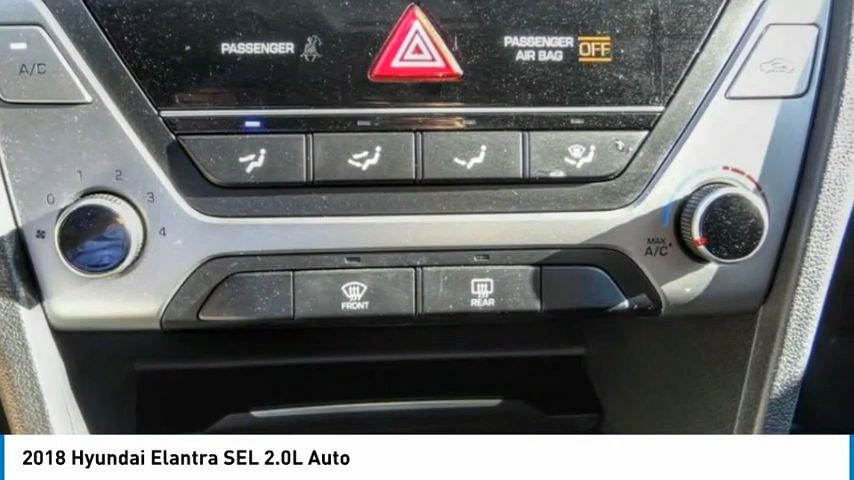 PASSENGER
PASSENGER
AIR BAG OFF
A/C
0 1 2 3 4
MAX
A/C
FRONT
REAR
2018 Hyundai Elantra SEL 2.0L Auto